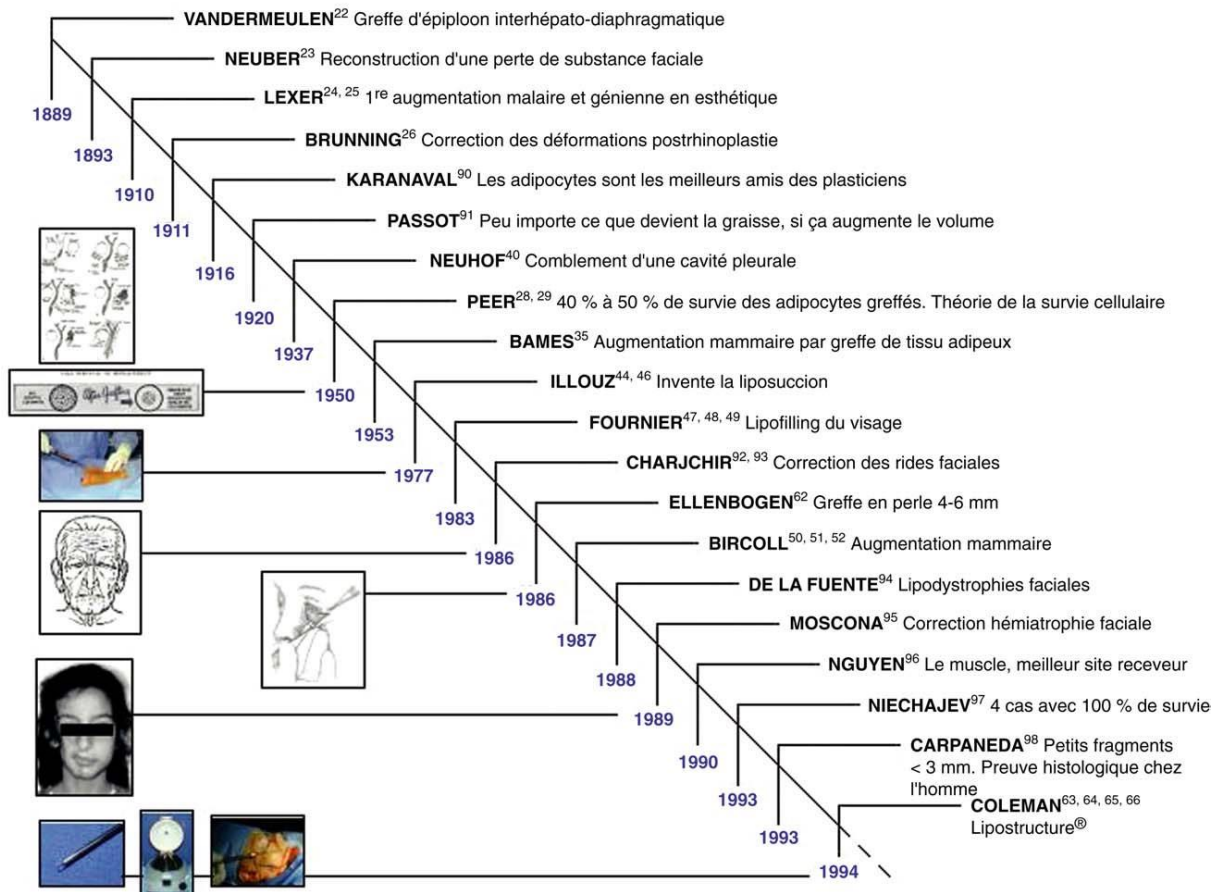 VANDERMEULEN22 Greffe d'épiploon interhépato-diaphragmatique
NEUBER23 Reconstruction d'une perte de substance faciale
LEXER24, 25 1re augmentation malaire et génienne en esthétique
1889
BRUNNING26 Correction des déformations postrhinoplastie
1893
KARANAVAL90 Les adipocytes sont les meilleurs amis des plasticiens
1910
PASSOT91 Peu importe ce que devient la graisse, si ça augmente le volume
1911
NEUHOF40 Comblement d'une cavité pleurale
1916
PEER28, 29 40 % à 50 % de survie des adipocytes greffés. Théorie de la survie cellulaire
1920
BAMES35 Augmentation mammaire par greffe de tissu adipeux
1937
ILLOUZ44, 46 Invente la liposuccion
1950
After Grafting
FOURNIER47, 48, 49 Lipofilling du visage
1953
CHARJCHIR92, 93 Correction des rides faciales
1977
ELLENBOGEN62 Greffe en perle 4-6 mm
1983
BIRCOLL50, 51, 52 Augmentation mammaire
1986
DE LA FUENTE94 Lipodystrophies faciales
1986
MOSCONA95 Correction hémiatrophie faciale
1987
NGUYEN96 Le muscle, meilleur site receveur
1988
NIECHAJEV97 4 cas avec 100 % de survie
1989
CARPANEDA98 Petits fragments
< 3 mm. Preuve histologique chez
l'homme
1990
COLEMAN63, 64, 65, 66
Lipostructure®
1993
1993
1994